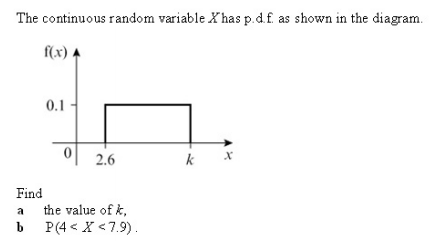 The continuous random variable X has p.d.f. as shown in the diagram.
f(x)
0.1
0 2.6 k x
Find
a the value of k,
b P(4 < X < 7.9) .